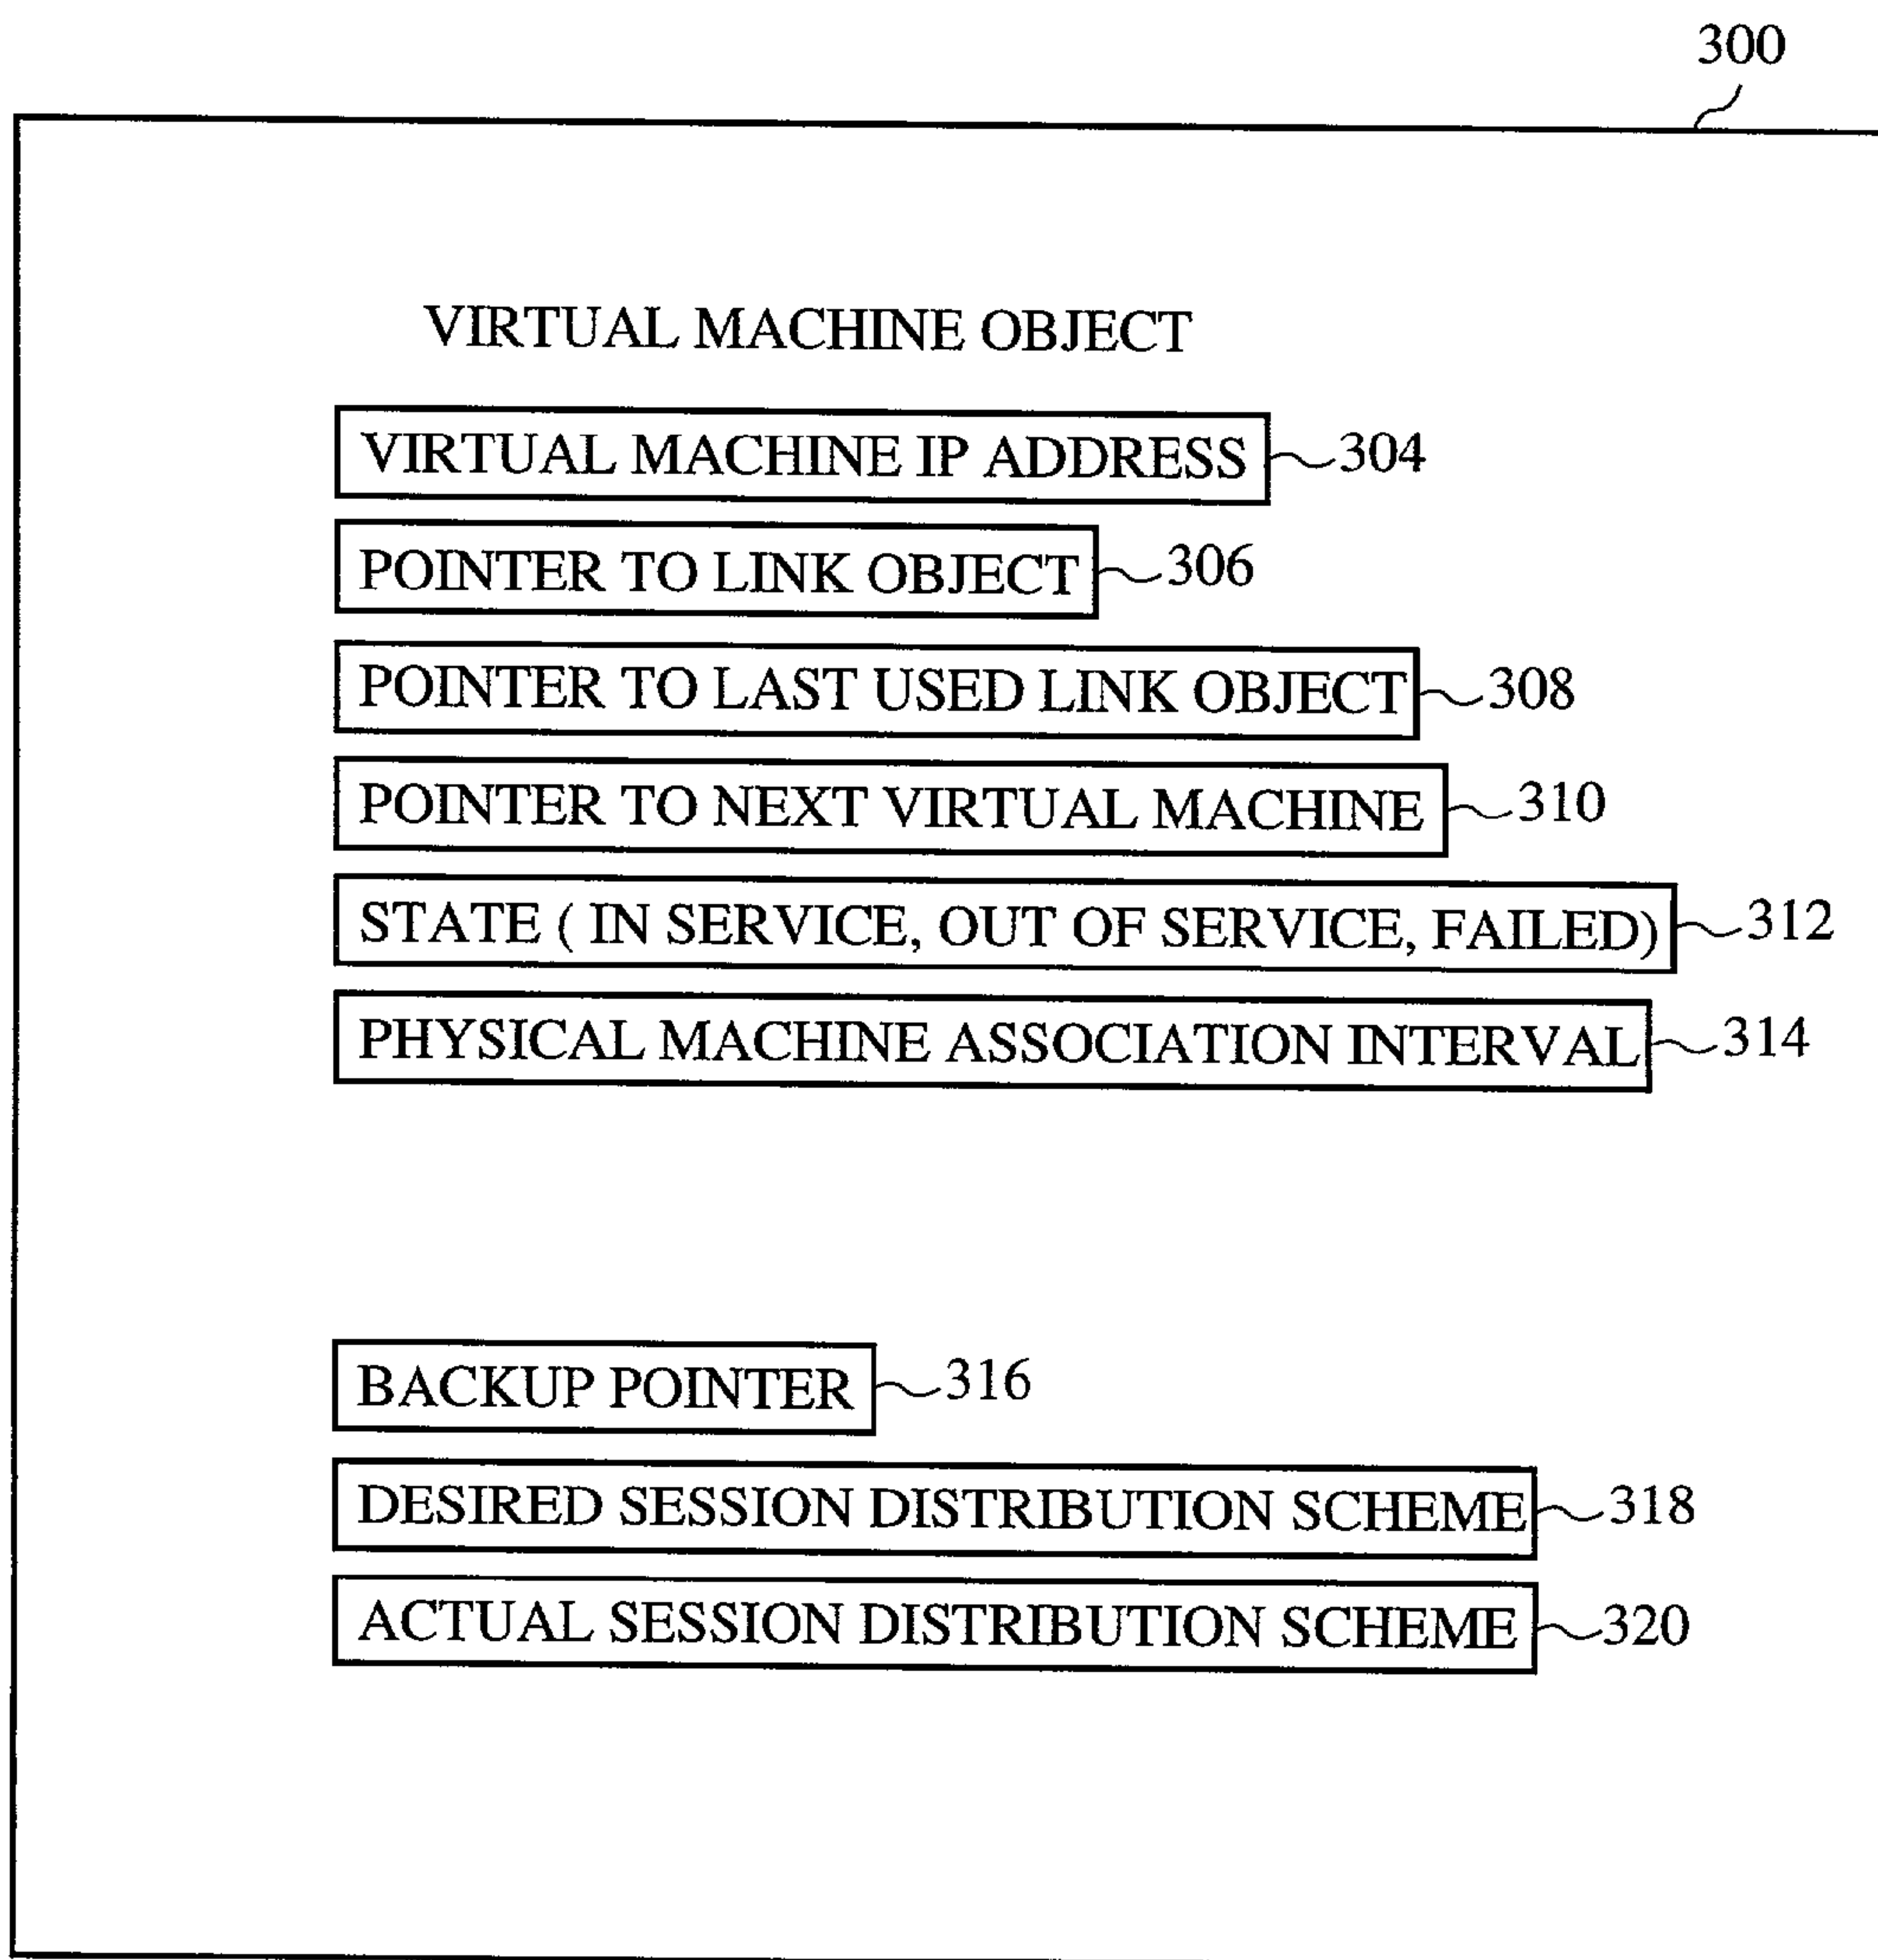 300
VIRTUAL MACHINE OBJECT
VIRTUAL MACHINE IP ADDRESS 304
POINTER TO LINK OBJECT 306
POINTER TO LAST USED LINK OBJECT 308
POINTER TO NEXT VIRTUAL MACHINE 310
STATE ( IN SERVICE, OUT OF SERVICE, FAILED) 312
PHYSICAL MACHINE ASSOCIATION INTERVAL 314
BACKUP POINTER 316
DESIRED SESSION DISTRIBUTION SCHEME 318
ACTUAL SESSION DISTRIBUTION SCHEME 320